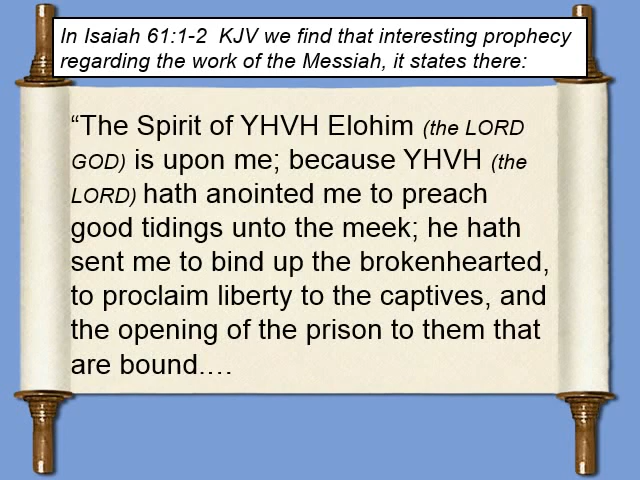 In Isaiah 61:1-2  KJV we find that interesting prophecy
regarding the work of the Messiah, it states there:
“The Spirit of YHVH Elohim (the LORD
GOD) is upon me; because YHVH (the
LORD) hath anointed me to preach
good tidings unto the meek; he hath
sent me to bind up the brokenhearted,
to proclaim liberty to the captives, and
the opening of the prison to them that
are bound.…